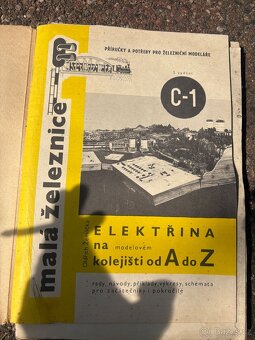 PŘÍRUČKY A POTŘEBY PRO ŽELEZNIČNÍ MODELÁŘE
malá železnice
C-1
ELEKTŘINA
na modelovém
kolejišti od A do Z
rady, návody, příklady, výkresy, schémata
pro začátečníky i pokročilé